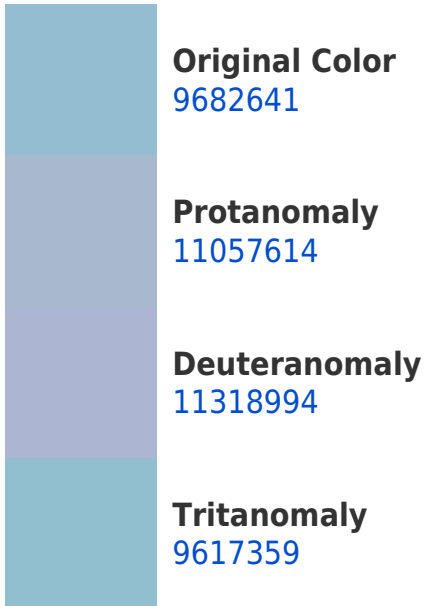 Original Color
9682641
Protanomaly
11057614
Deuteranomaly
11318994
Tritanomaly
9617359